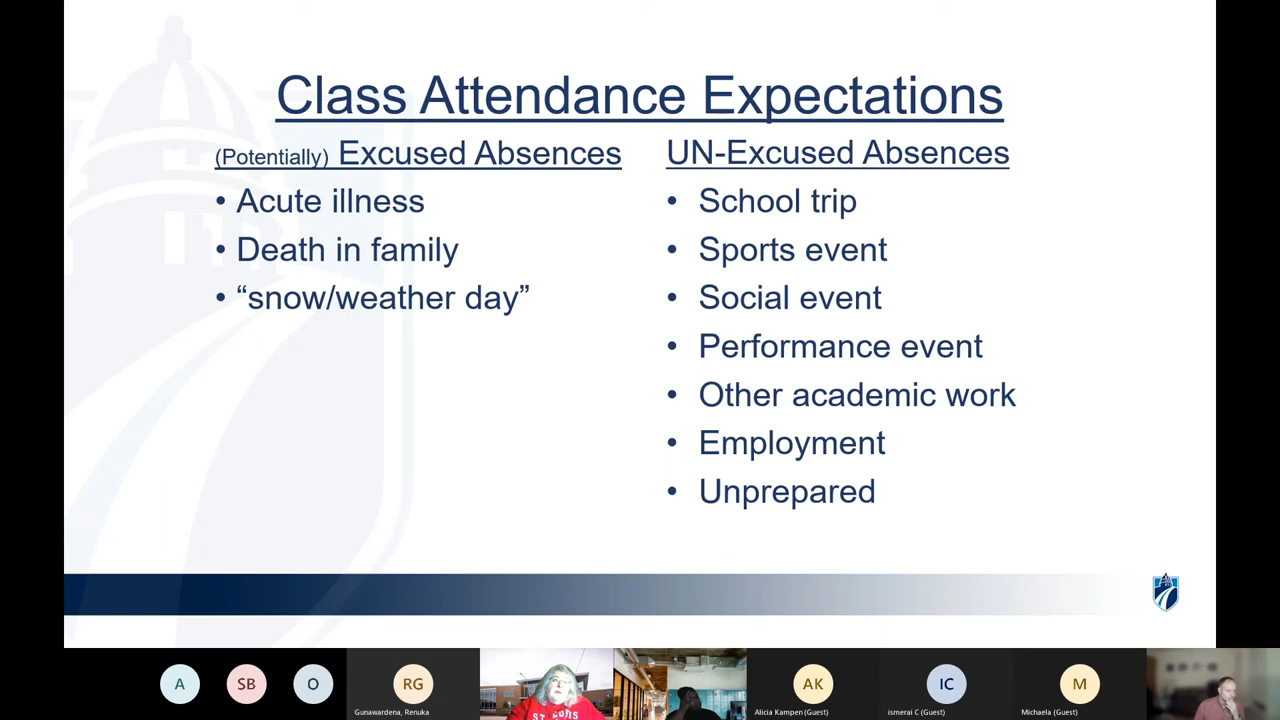 Class Attendance Expectations
(Potentially) Excused Absences
• Acute illness
• Death in family
• “snow/weather day”
UN-Excused Absences
• School trip
• Sports event
• Social event
• Performance event
• Other academic work
• Employment
• Unprepared
A
SB
O
RG
Gunawardena, Renuka
ST. LOUIS
AK
Alicia Kampen (Guest)
IC
ismerai C (Guest)
M
Michaela (Guest)